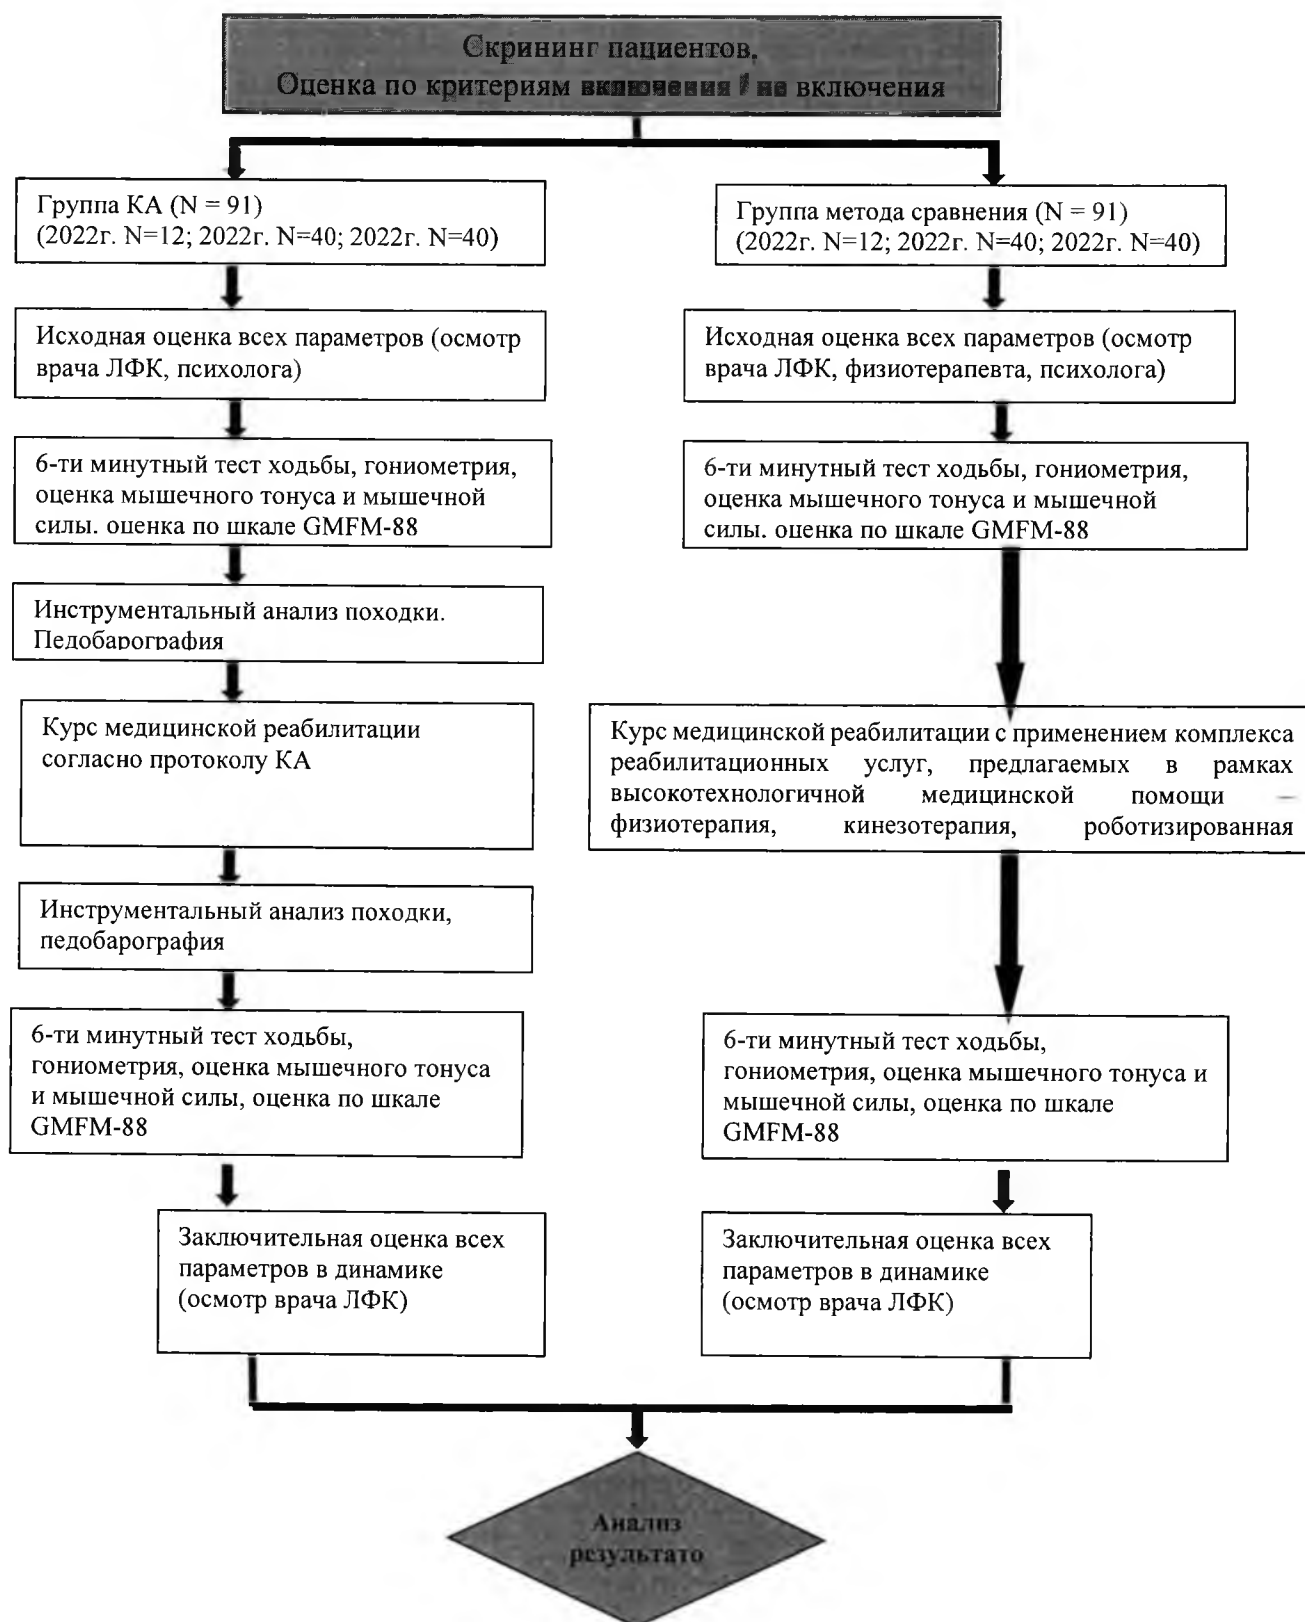 Скрининг пациентов.
Оценка по критериям включения / не включения
Группа КА (N = 91)
(2022г. N=12; 2022г. N=40; 2022г. N=40)
Группа метода сравнения (N = 91)
(2022г. N=12; 2022г. N=40; 2022г. N=40)
Исходная оценка всех параметров (осмотр
врача ЛФК, психолога)
Исходная оценка всех параметров (осмотр
врача ЛФК, физиотерапевта, психолога)
6-ти минутный тест ходьбы, гониометрия,
оценка мышечного тонуса и мышечной
силы. оценка по шкале GMFM-88
6-ти минутный тест ходьбы, гониометрия,
оценка мышечного тонуса и мышечной
силы. оценка по шкале GMFM-88
Инструментальный анализ походки.
Педобарография
Курс медицинской реабилитации
согласно протоколу КА
Курс медицинской реабилитации с применением комплекса
реабилитационных услуг, предлагаемых в рамках
высокотехнологичной медицинской помощи –
физиотерапия, кинезотерапия, роботизированная
Инструментальный анализ походки,
педобарография
6-ти минутный тест ходьбы,
гониометрия, оценка мышечного тонуса
и мышечной силы, оценка по шкале
GMFM-88
6-ти минутный тест ходьбы,
гониометрия, оценка мышечного тонуса и
мышечной силы, оценка по шкале
GMFM-88
Заключительная оценка всех
параметров в динамике
(осмотр врача ЛФК)
Заключительная оценка всех
параметров в динамике
(осмотр врача ЛФК)
Анализ
результато